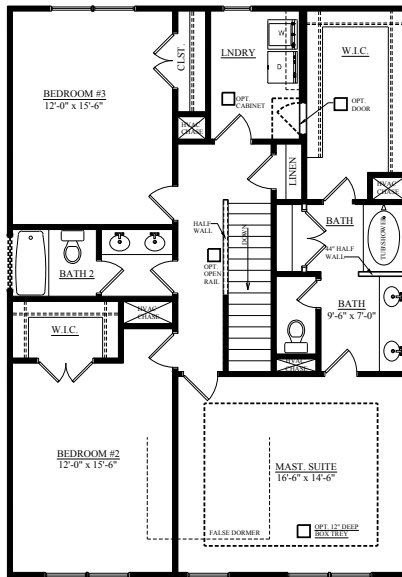 LNDRY
W
D
W.I.C.
CLST.
OPT.
CABINET
OPT.
DOOR
BEDROOM #3
12'-0" x 15'-6"
HVAC
CHASE
LINEN
HVAC
CHASE
HALF
WALL
DOWN
BATH
TUB/SHOWER
44" HALF
WALL
OPT.
OPEN
RAIL
BATH 2
BATH
9'-6" x 7'-0"
HVAC
CHASE
W.I.C.
HVAC
CHASE
BEDROOM #2
12'-0" x 15'-6"
MAST. SUITE
16'-6" x 14'-6"
FALSE DORMER
OPT. 12" DEEP
BOX TREY